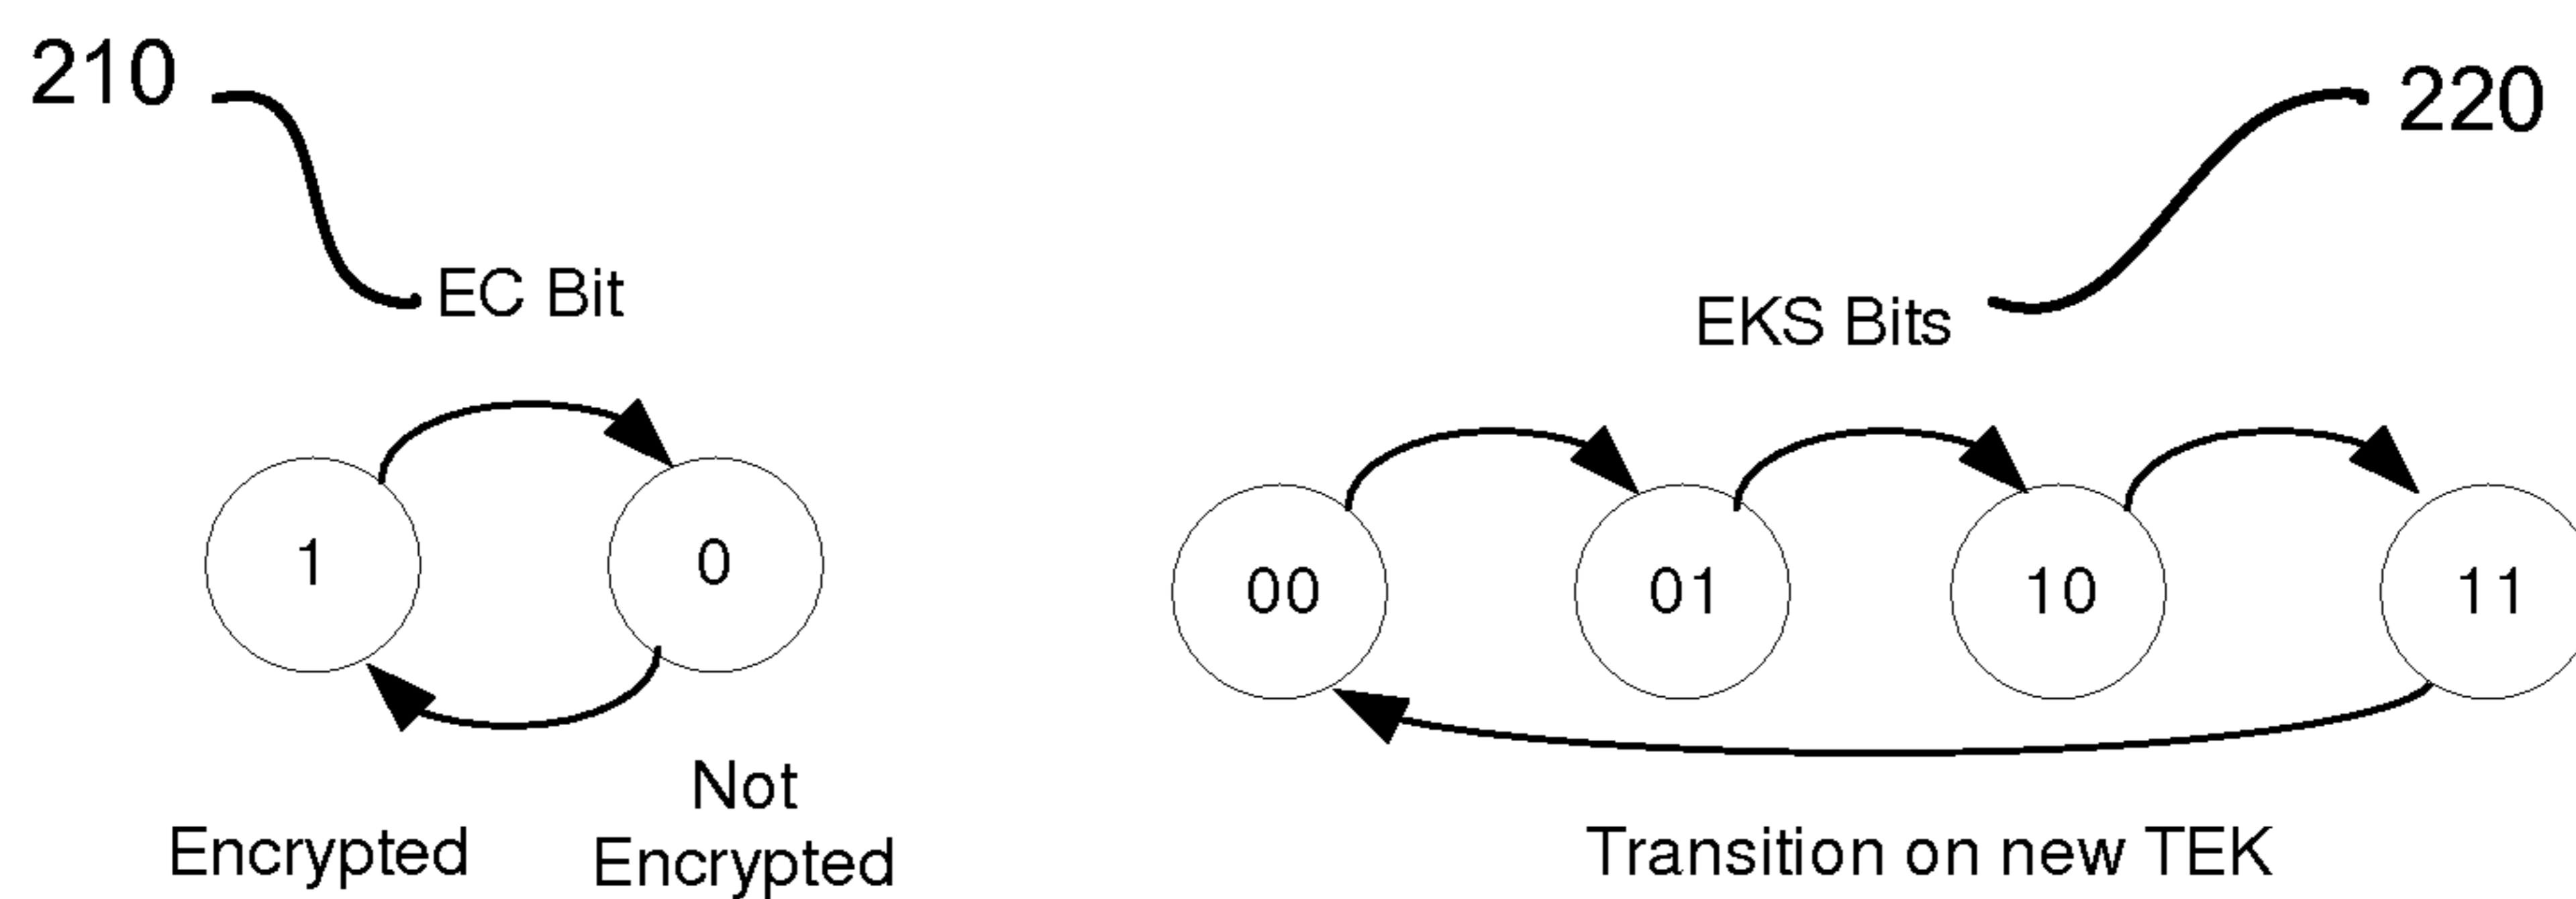 210
220
EC Bit
EKS Bits
1
0
00
01
10
11
Not
Encrypted
Encrypted
Transition on new TEK